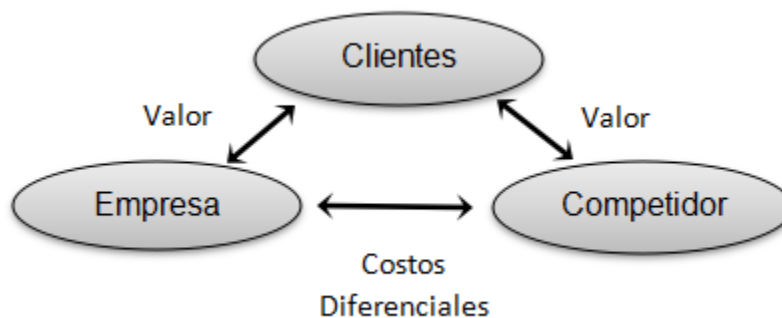 Clientes
Valor
Valor
Empresa
Competidor
Costos
Diferenciales